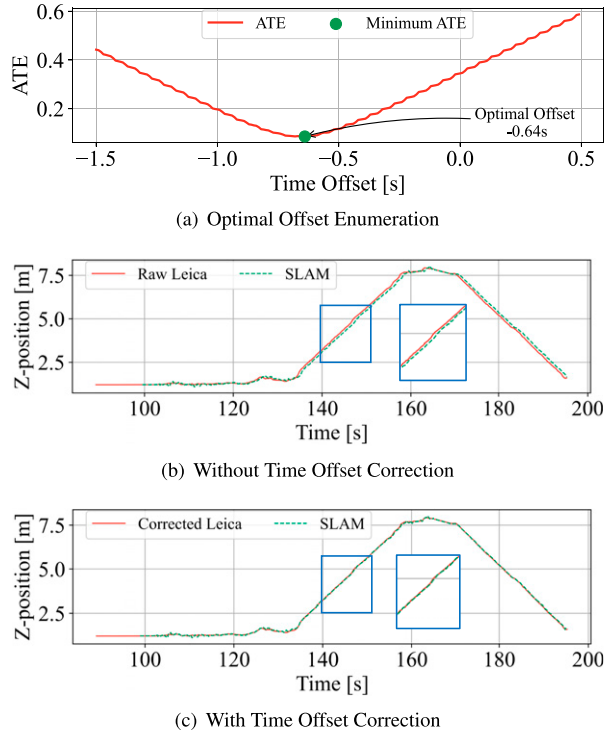 ATE
Minimum ATE
0.6
0.4
0.2
ATE
Optimal Offset
-0.64s
−1.5 −1.0 −0.5 0.0 0.5
Time Offset [s]
(a) Optimal Offset Enumeration
Raw Leica
SLAM
7.5
5.0
2.5
Z-position [m]
100 120 140 160 180 200
Time [s]
(b) Without Time Offset Correction
Corrected Leica
SLAM
7.5
5.0
2.5
Z-position [m]
100 120 140 160 180 200
Time [s]
(c) With Time Offset Correction